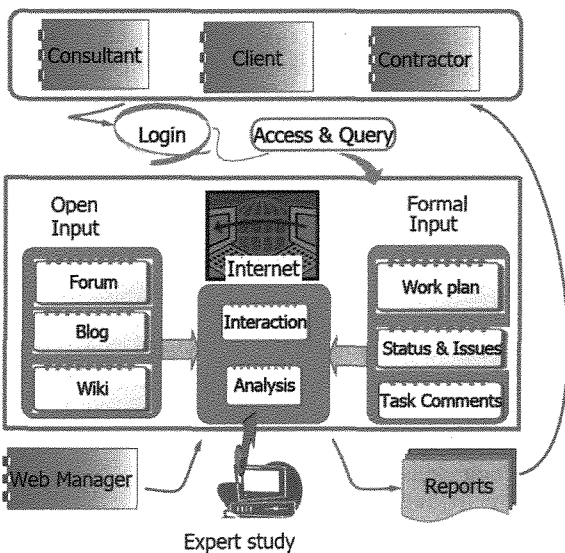 Consultant
Client
Contractor
Login
Access & Query
Open
Input
Formal
Input
Internet
Forum
Blog
Wiki
Interaction
Analysis
Work plan
Status & Issues
Task Comments
Web Manager
Reports
Expert study